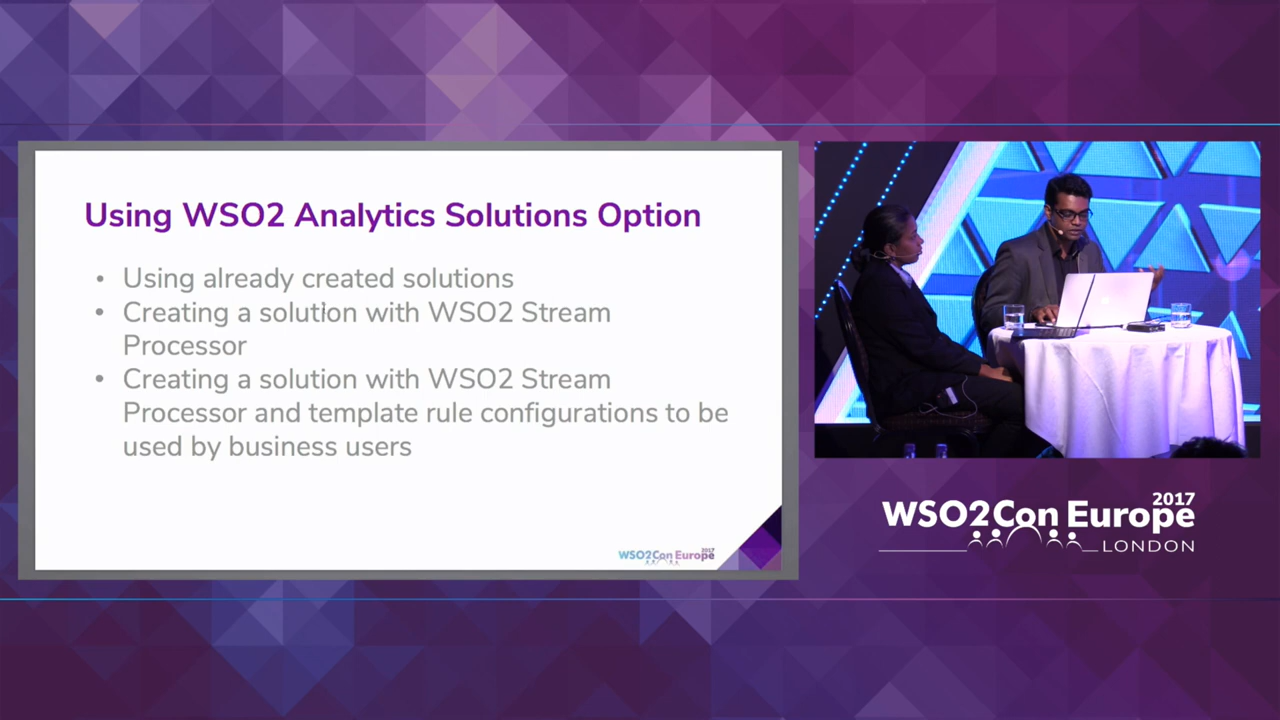 Using WSO2 Analytics Solutions Option
• Using already created solutions
• Creating a solution with WSO2 Stream
Processor
• Creating a solution with WSO2 Stream
Processor and template rule configurations to be
used by business users
WSO2Con Europe 2017
WSO2Con Europe 2017
LONDON